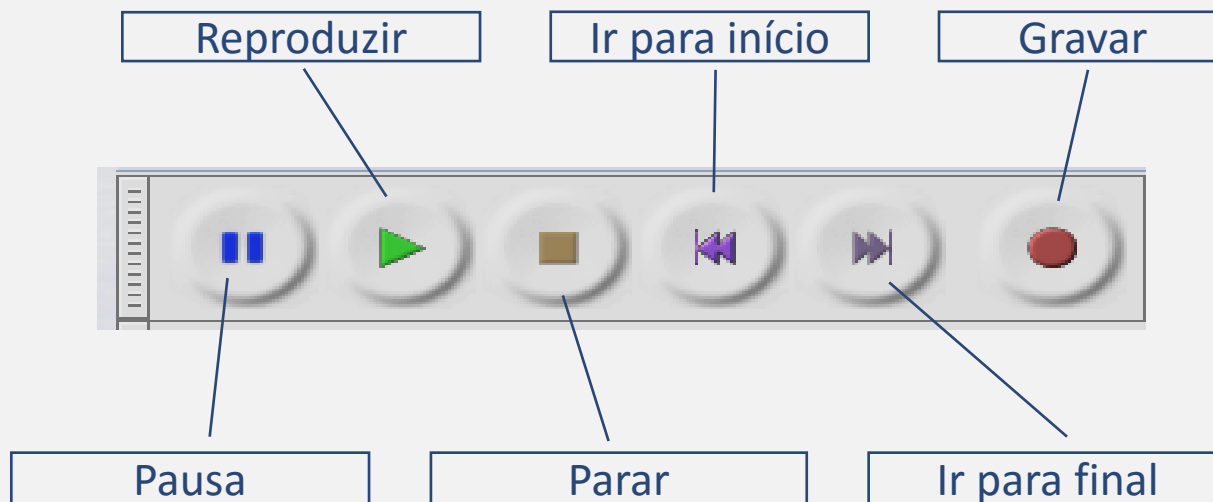 Reproduzir
Ir para início
Gravar
Pausa
Parar
Ir para final